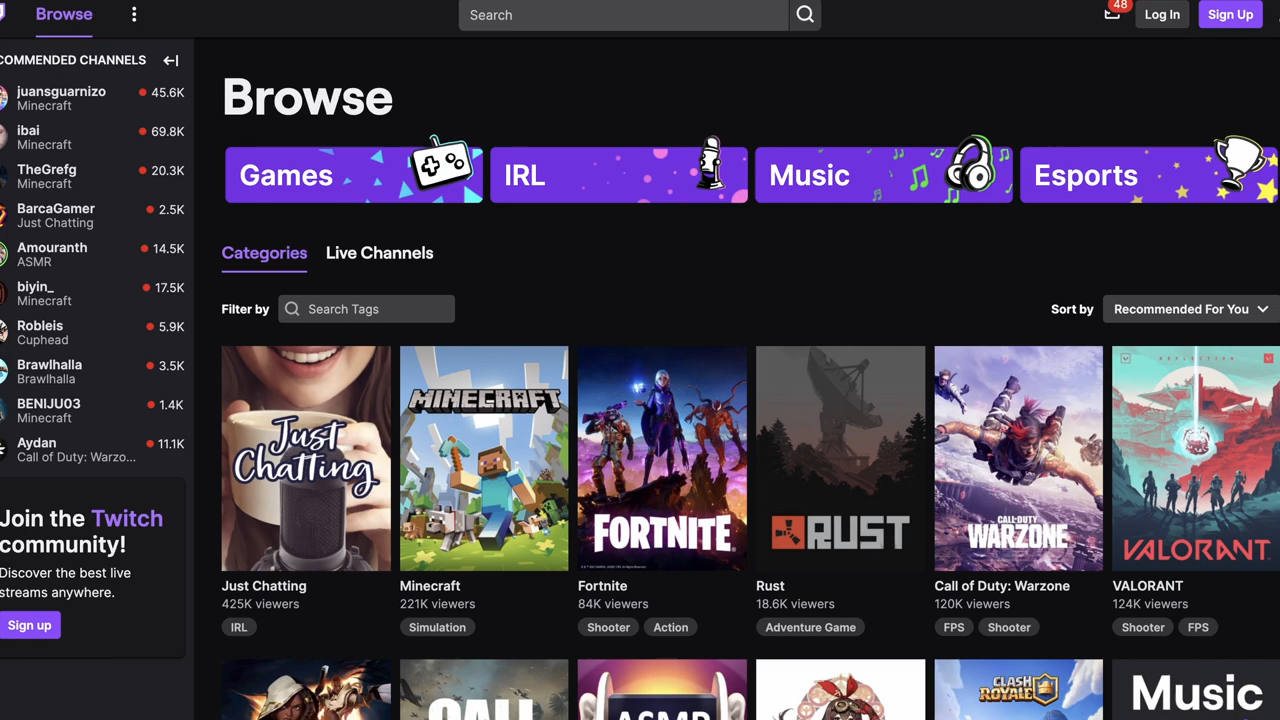 Browse
Search
48
Log In
Sign Up
COMMENDED CHANNELS
juansguarnizo
45.6K
Minecraft
ibai
69.8K
Minecraft
TheGrefg
20.3K
Minecraft
BarcaGamer
2.5K
Just Chatting
Amouranth
14.5K
ASMR
biyin_
17.5K
Minecraft
Robleis
5.9K
Cuphead
Brawlhalla
3.5K
Brawlhalla
BENIJU03
1.4K
Minecraft
Aydan
11.1K
Call of Duty: Warzo...
Join the Twitch
community!
Discover the best live
streams anywhere.
Sign up
Browse
Games
IRL
Music
Esports
Categories
Live Channels
Filter by
Search Tags
Sort by
Recommended For You
Just
Chatting
MINECRAFT
FORTNITE
RUST
CALL OF DUTY
WARZONE
REFLECTION
VALORANT
Just Chatting
425K viewers
IRL
Minecraft
221K viewers
Simulation
Fortnite
84K viewers
Shooter
Action
Rust
18.6K viewers
Adventure Game
Call of Duty: Warzone
120K viewers
FPS
Shooter
VALORANT
124K viewers
Shooter
FPS
CALL
ASMR
CLASH
ROYALE
Music